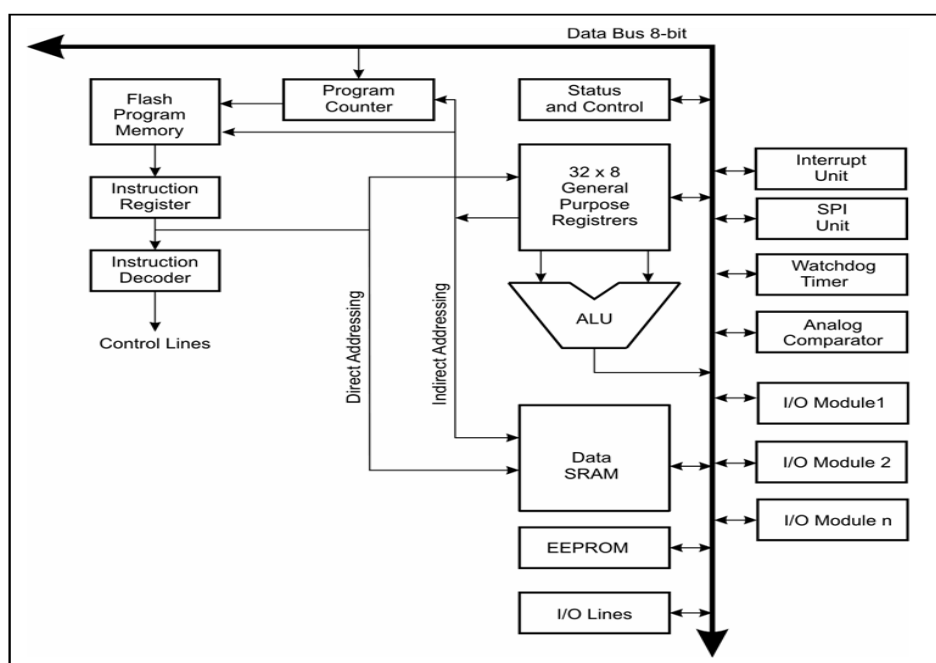 Data Bus 8-bit
Flash
Program
Memory
Program
Counter
Status
and Control
Instruction
Register
32 x 8
General
Purpose
Registrers
Interrupt
Unit
SPI
Unit
Instruction
Decoder
Watchdog
Timer
Control Lines
Direct Addressing
Indirect Addressing
ALU
Analog
Comparator
I/O Module1
Data
SRAM
I/O Module 2
I/O Module n
EEPROM
I/O Lines